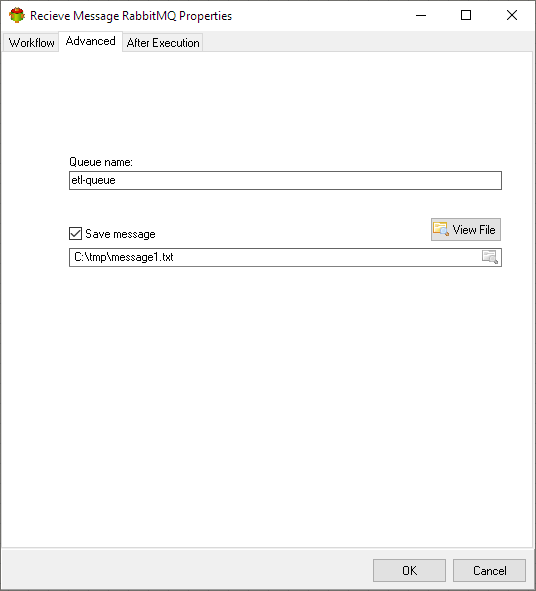 Recieve Message RabbitMQ Properties
Workflow Advanced After Execution
Queue name:
etl-queue
Save message View File
C:\tmp\message1.txt
OK Cancel